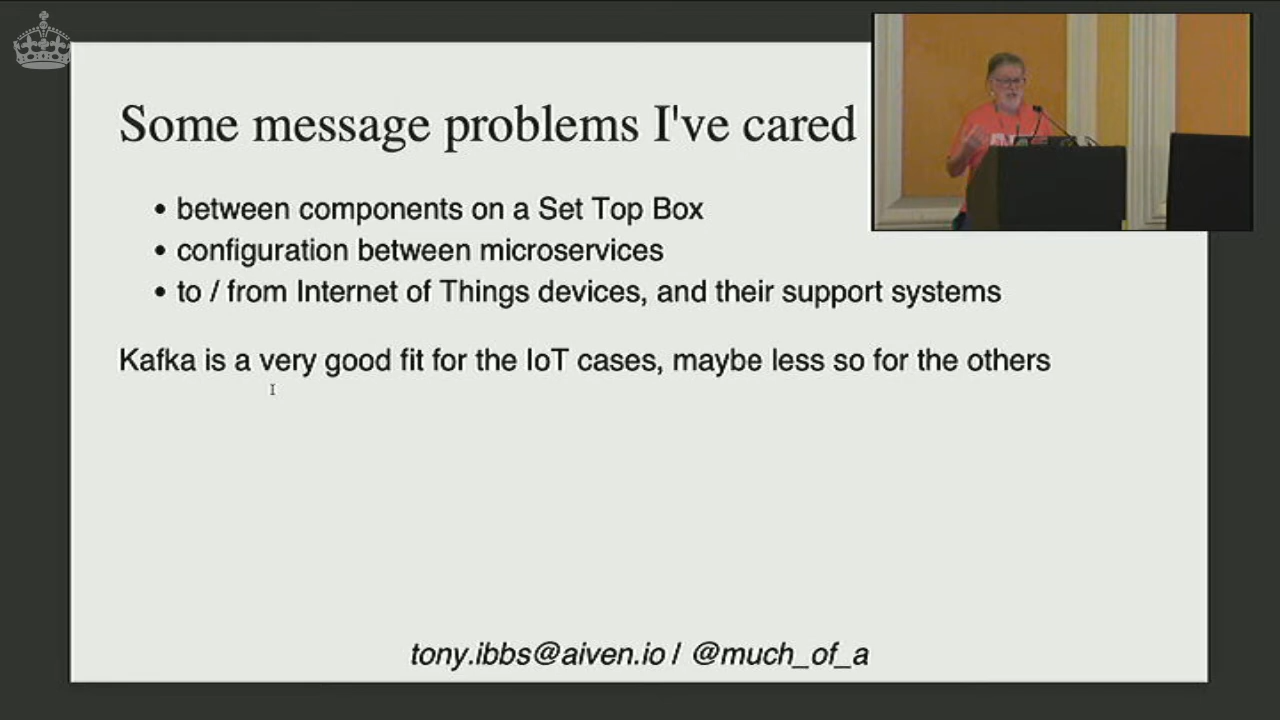 Some message problems I've cared
• between components on a Set Top Box
• configuration between microservices
• to / from Internet of Things devices, and their support systems
Kafka is a very good fit for the IoT cases, maybe less so for the others
tony.ibbs@aiven.io / @much_of_a